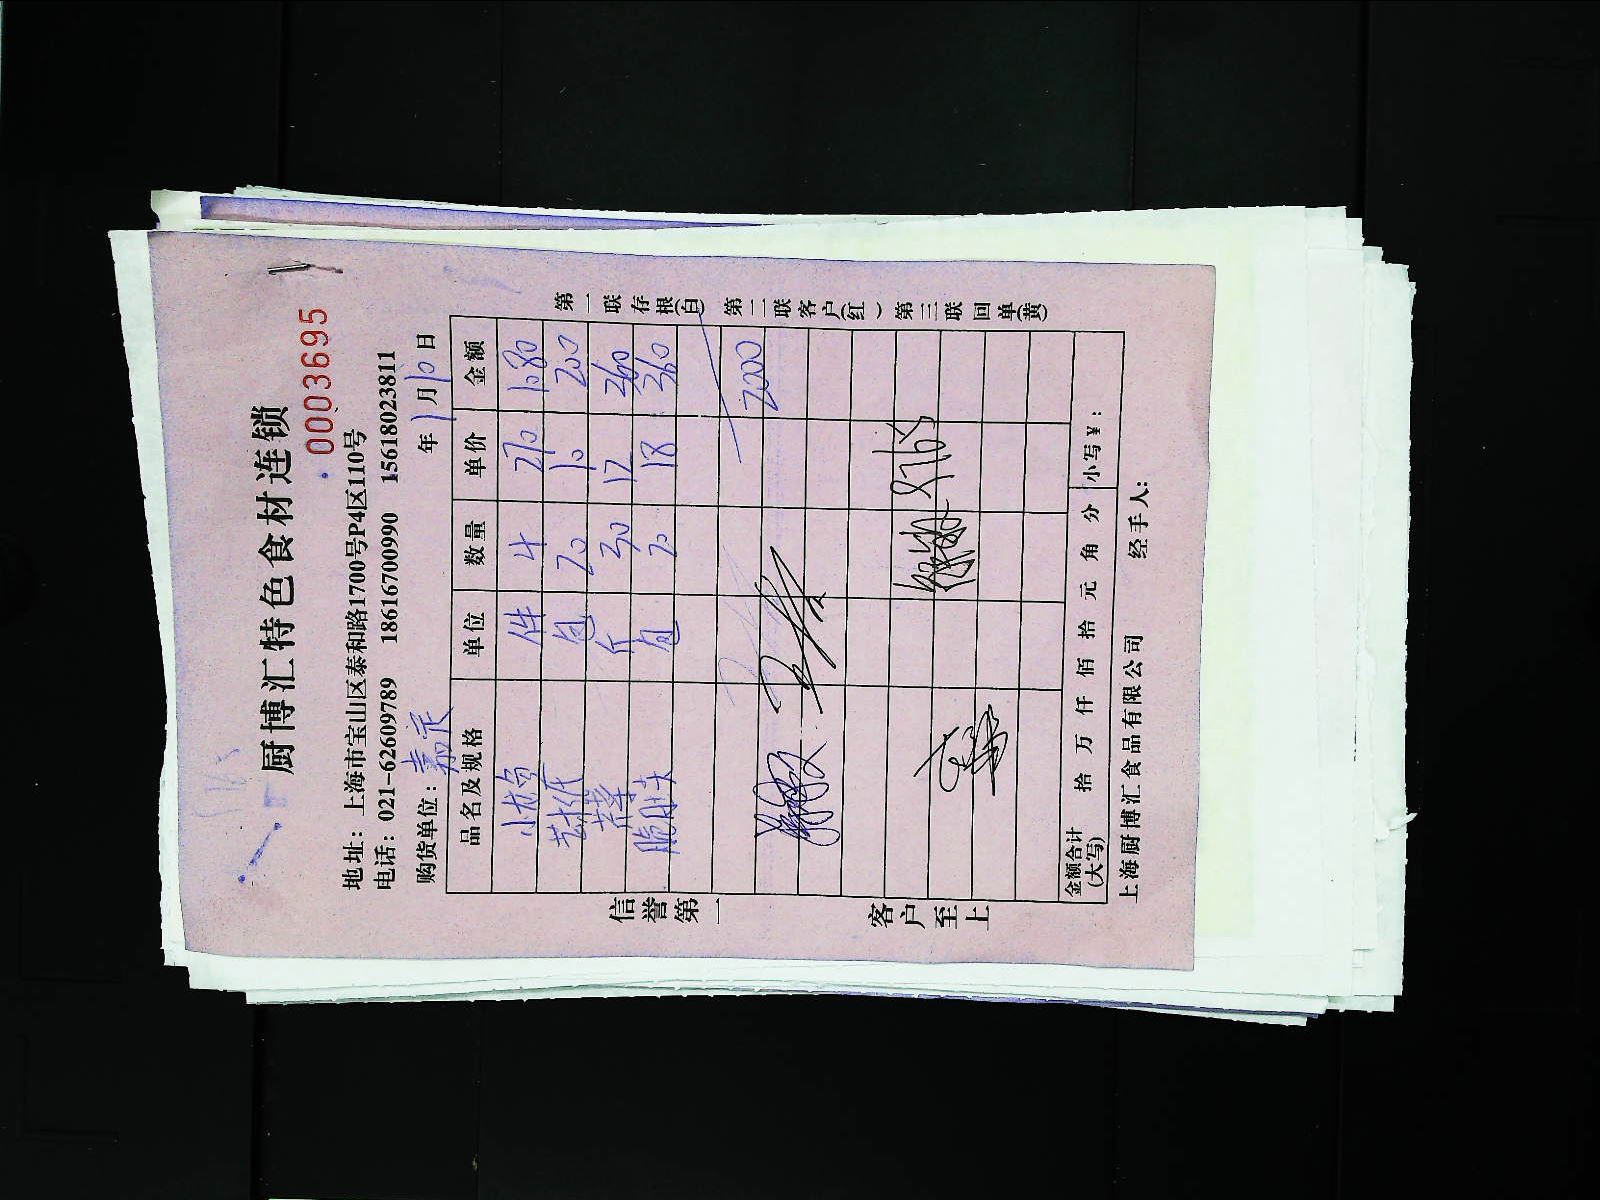 厨博汇特色食材连锁
0003695
地址：上海市宝山区泰和路1700号P4区110号
电话：021-62609789 18616700990 15618023811
购货单位：嘉定 年1月10日
品名及规格 单位 数量 单价 金额
件 4 270 1080
包 20 10 200
斤 30 12 360
包 20 18 360
2000
金额合计(大写) 拾 万 仟 佰 拾 元 角 分 小写¥：
上海厨博汇食品有限公司 经手人：
信誉第一 客户至上
第一联存根(白) 第二联客户(红) 第三联回单(黄)